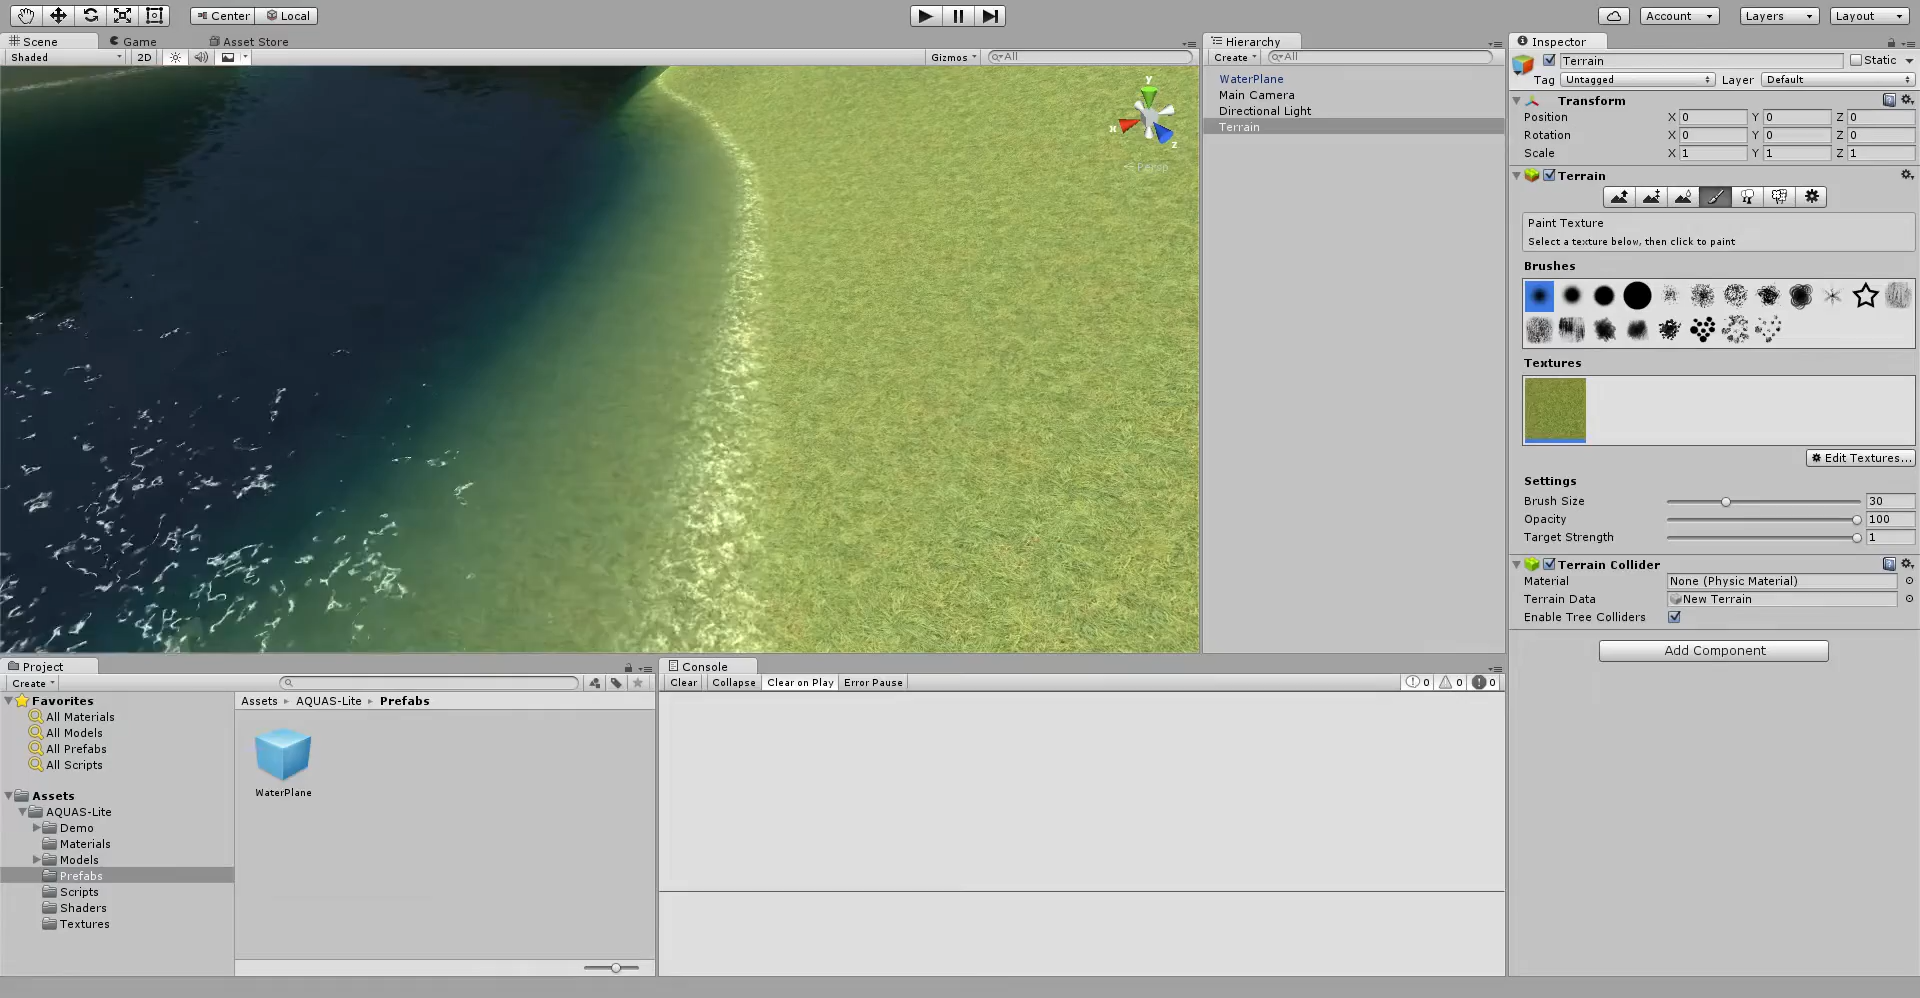 Center Local
Account Layers Layout
Scene Game Asset Store
Shaded 2D Gizmos All
y
x
z
Persp
Hierarchy
Create All
WaterPlane
Main Camera
Directional Light
Terrain
Inspector
Terrain Static
Tag Untagged Layer Default
Transform
Position X 0 Y 0 Z 0
Rotation X 0 Y 0 Z 0
Scale X 1 Y 1 Z 1
Terrain
Paint Texture
Select a texture below, then click to paint
Brushes
Textures
Edit Textures...
Settings
Brush Size 30
Opacity 100
Target Strength 1
Terrain Collider
Material None (Physic Material)
Terrain Data New Terrain
Enable Tree Colliders
Add Component
Project
Create
Favorites
All Materials
All Models
All Prefabs
All Scripts
Assets
AQUAS-Lite
Demo
Materials
Models
Prefabs
Scripts
Shaders
Textures
Assets AQUAS-Lite Prefabs
WaterPlane
Console
Clear Collapse Clear on Play Error Pause 0 0 0